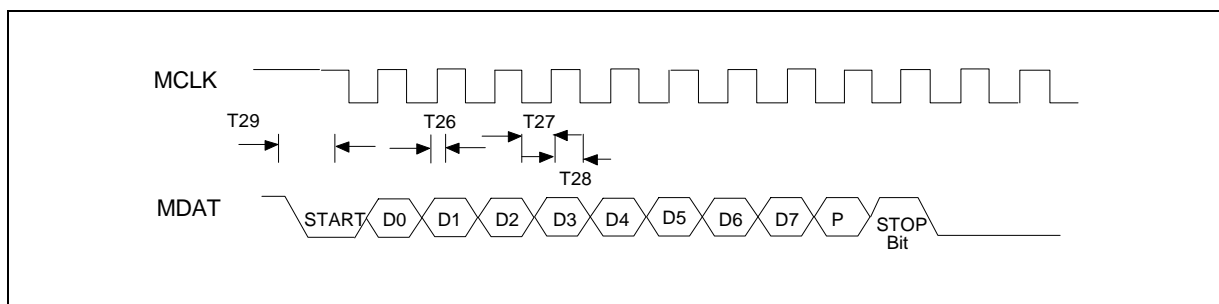 MCLK
T29 T26 T27
T28
MDAT
START D0 D1 D2 D3 D4 D5 D6 D7 P STOP
Bit